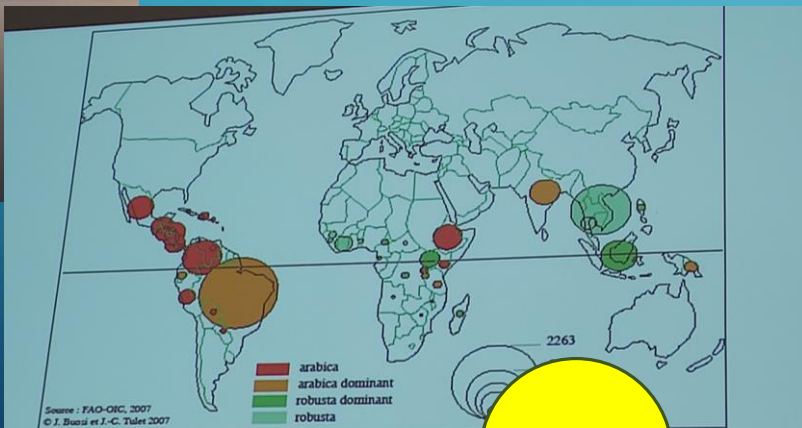 2263
arabica
arabica dominant
robusta dominant
robusta
Source : FAO-OIC, 2007
© J. Buosi et J.-C. Tulet 2007